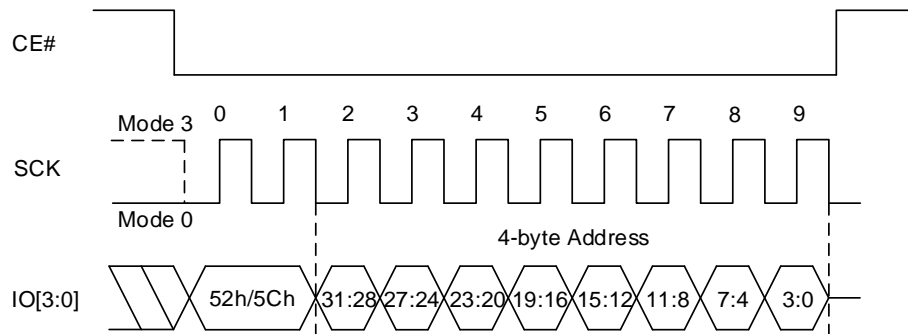 CE#
0 1 2 3 4 5 6 7 8 9
Mode 3
SCK
Mode 0
4-byte Address
IO[3:0] 52h/5Ch 31:28 27:24 23:20 19:16 15:12 11:8 7:4 3:0